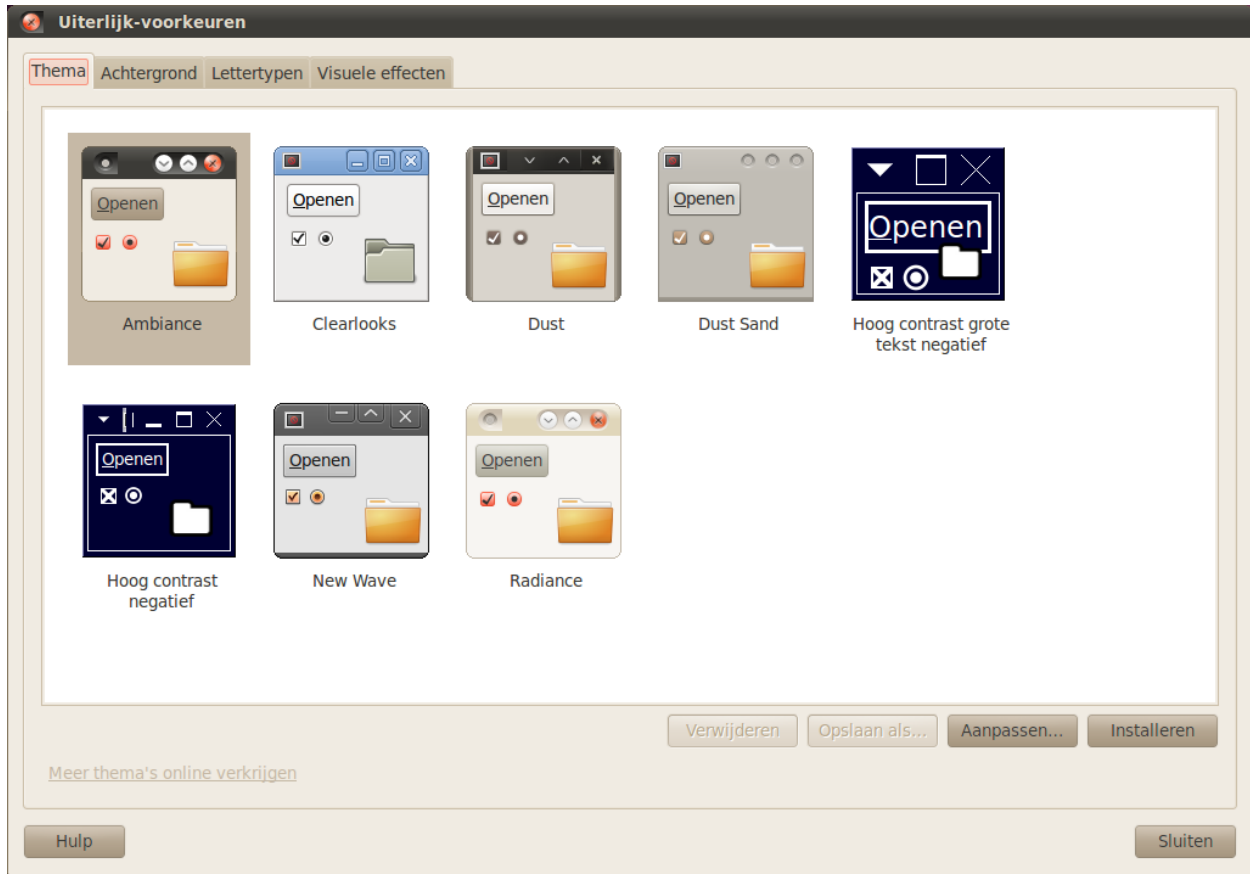 Uiterlijk-voorkeuren
Thema Achtergrond Lettertypen Visuele effecten
Openen Openen Openen Openen Openen
Ambiance Clearlooks Dust Dust Sand Hoog contrast grote
tekst negatief
Openen Openen Openen
Hoog contrast New Wave Radiance
negatief
Verwijderen Opslaan als... Aanpassen... Installeren
Meer thema's online verkrijgen
Hulp Sluiten